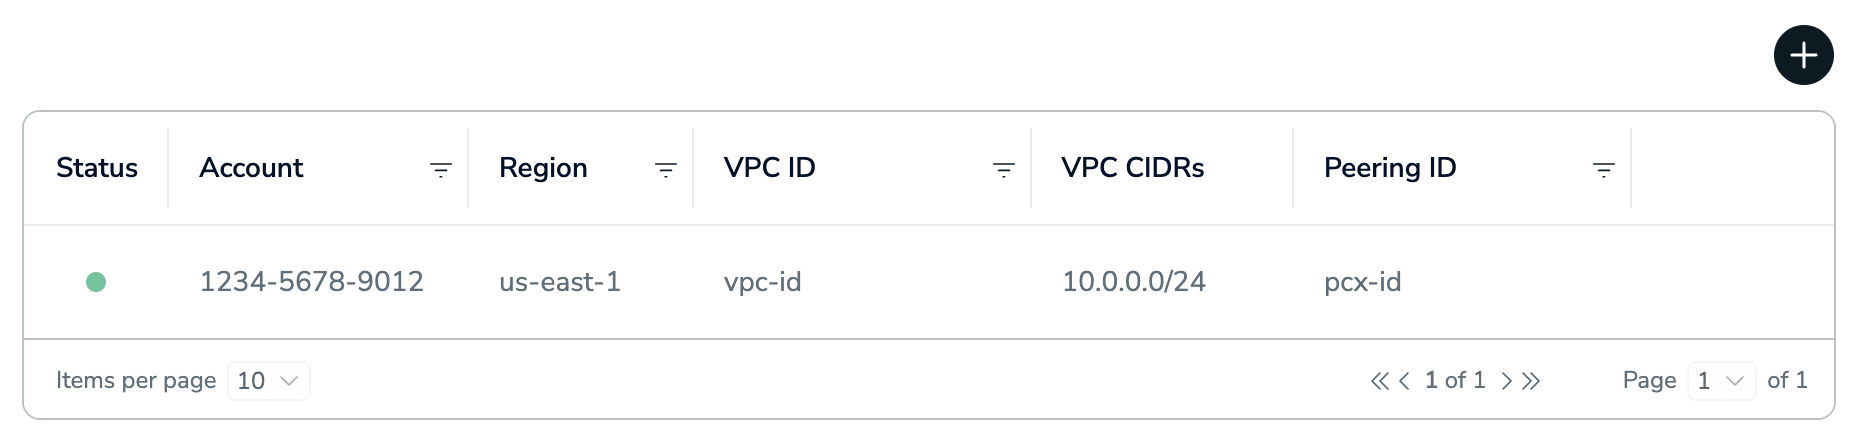 Status Account Region VPC ID VPC CIDRs Peering ID
1234-5678-9012 us-east-1 vpc-id 10.0.0.0/24 pcx-id
Items per page 10 1 of 1 Page 1 of 1